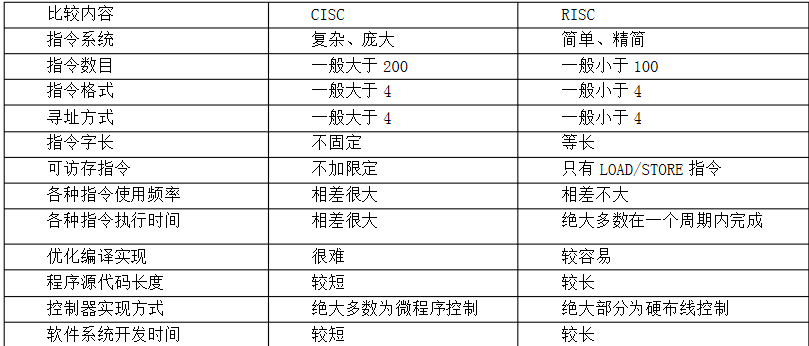 比较内容 CISC RISC
指令系统 复杂、庞大 简单、精简
指令数目 一般大于 200 一般小于 100
指令格式 一般大于 4 一般小于 4
寻址方式 一般大于 4 一般小于 4
指令字长 不固定 等长
可访存指令 不加限定 只有 LOAD/STORE 指令
各种指令使用频率 相差很大 相差不大
各种指令执行时间 相差很大 绝大多数在一个周期内完成
优化编译实现 很难 较容易
程序源代码长度 较短 较长
控制器实现方式 绝大多数为微程序控制 绝大部分为硬布线控制
软件系统开发时间 较短 较长